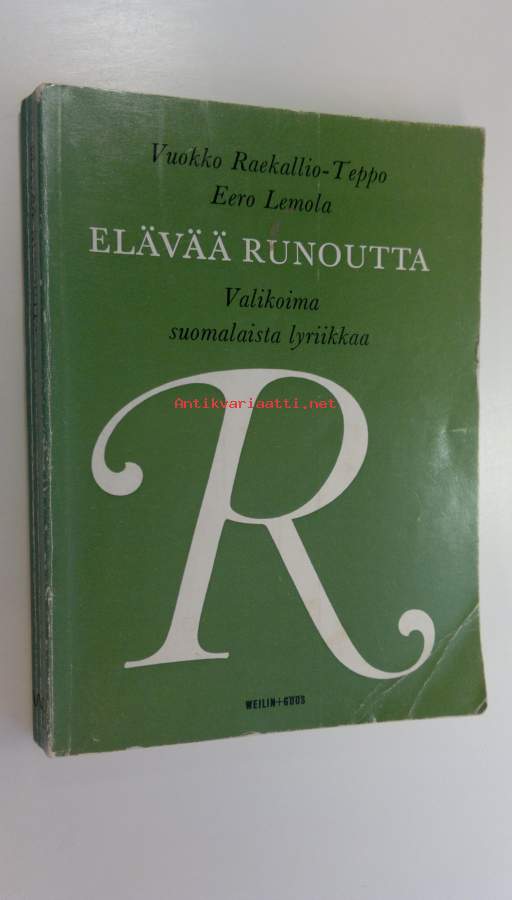 Vuokko Raekallio-Teppo
Eero Lemola
ELÄVÄÄ RUNOUTTA
Valikoima
suomalaista lyriikkaa
Antikvariaatti.net
R
WEILIN+GÖÖS